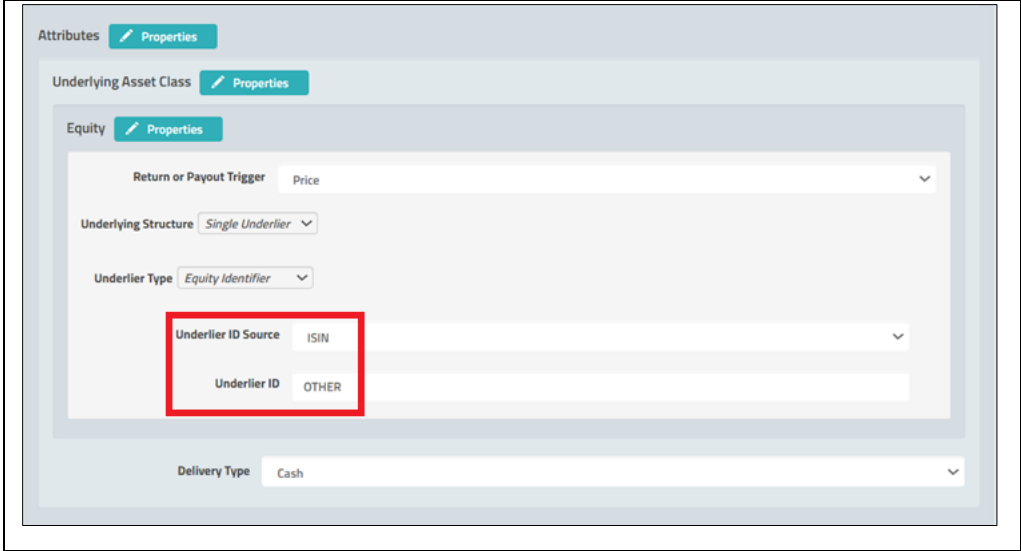 Attributes Properties
Underlying Asset Class Properties
Equity Properties
Return or Payout Trigger Price
Underlying Structure Single Underlier
Underlier Type Equity Identifier
Underlier ID Source ISIN
Underlier ID OTHER
Delivery Type Cash